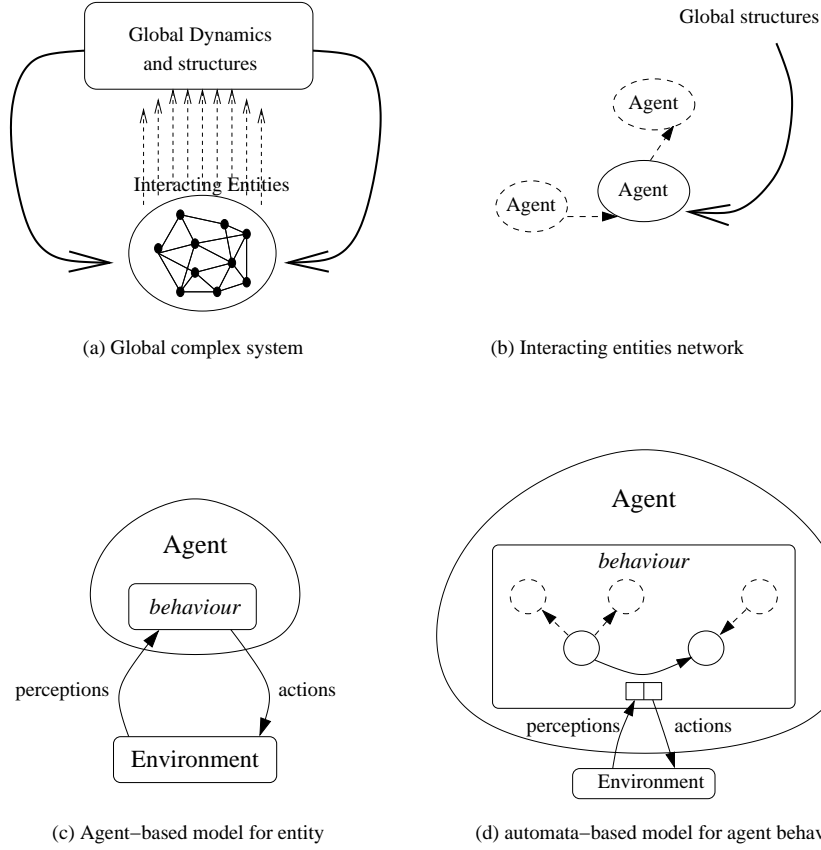 Global Dynamics
and structures
Interacting Entities
(a) Global complex system
Global structures
Agent
Agent
Agent
(b) Interacting entities network
Agent
behaviour
perceptions
actions
Environment
(c) Agent−based model for entity
Agent
behaviour
perceptions
actions
Environment
(d) automata−based model for agent behav